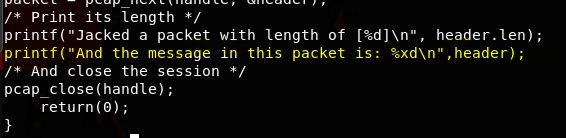 packet = pcap_next(handle, &header);
/* Print its length */
printf("Jacked a packet with length of [%d]\n", header.len);
printf("And the message in this packet is: %xd\n",header);
/* And close the session */
pcap_close(handle);
return(0);
}